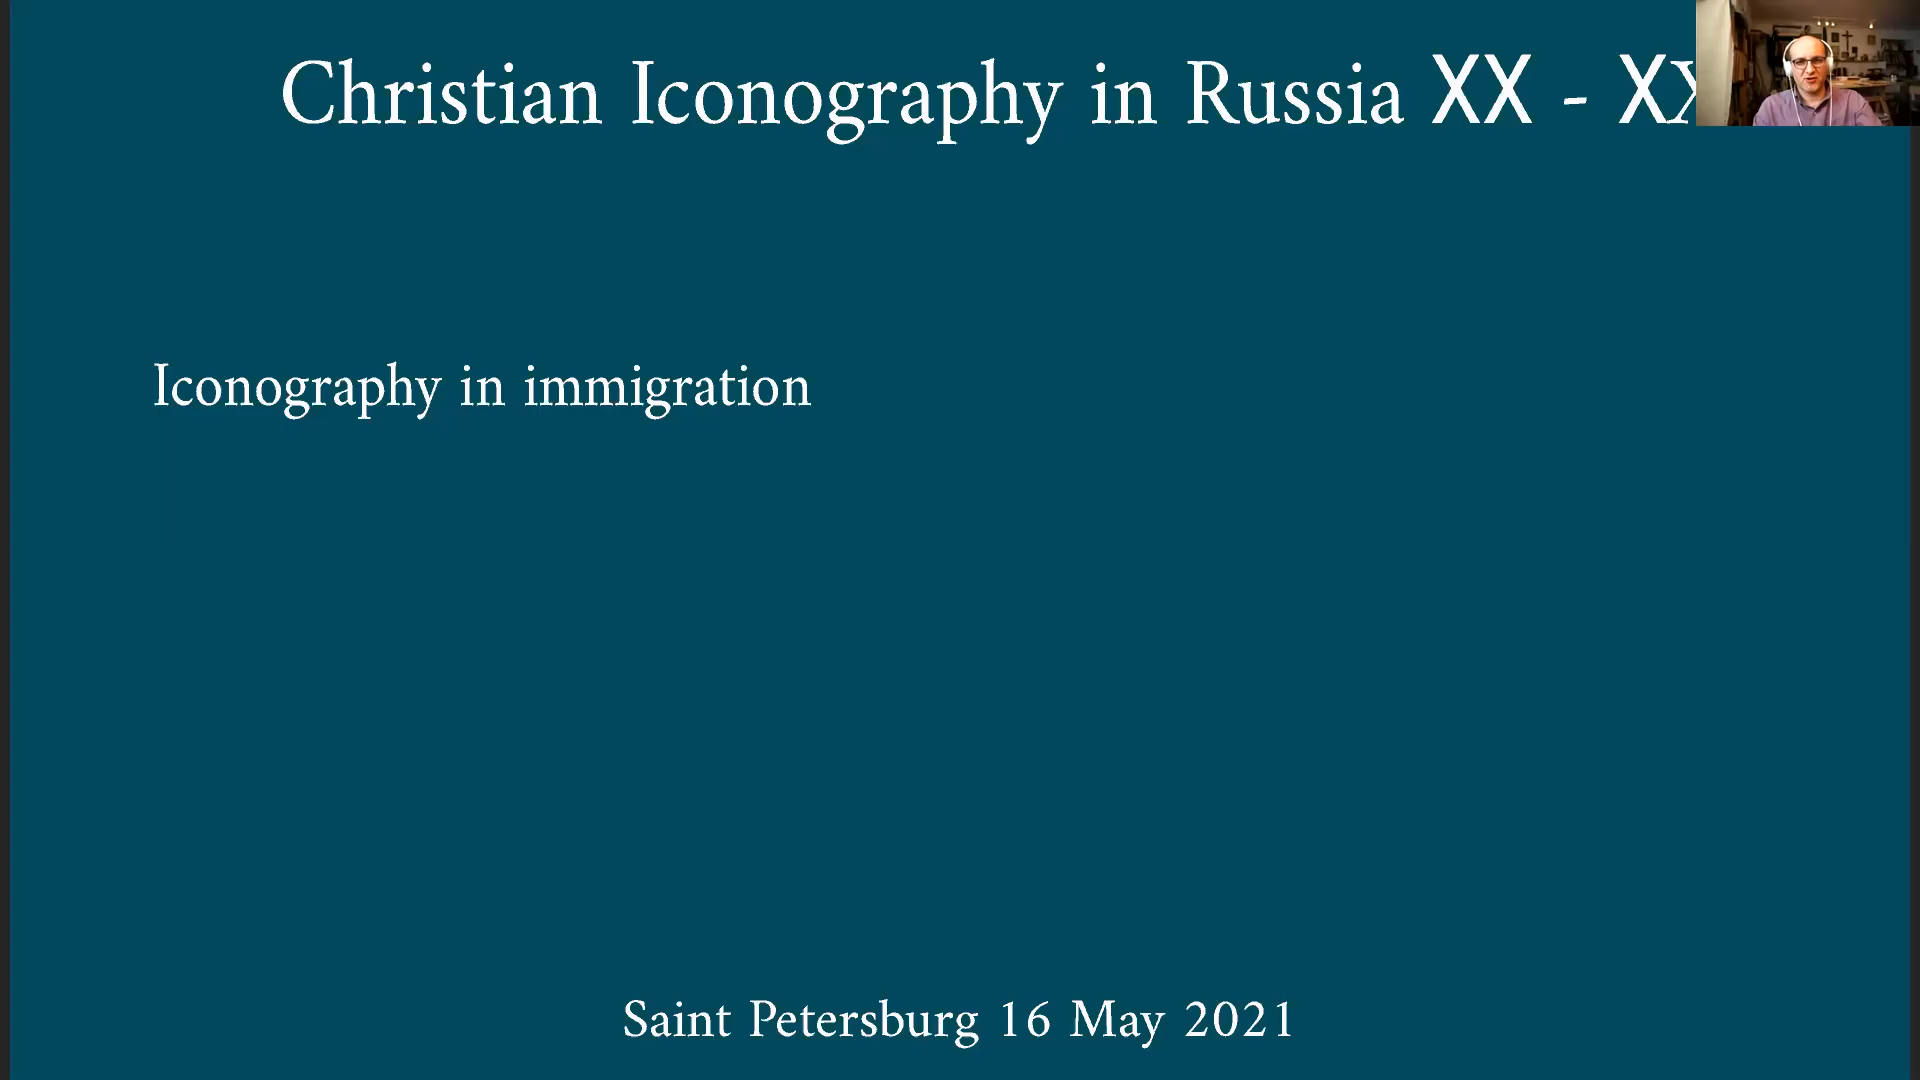 Christian Iconography in Russia XX - XX
Iconography in immigration
Saint Petersburg 16 May 2021